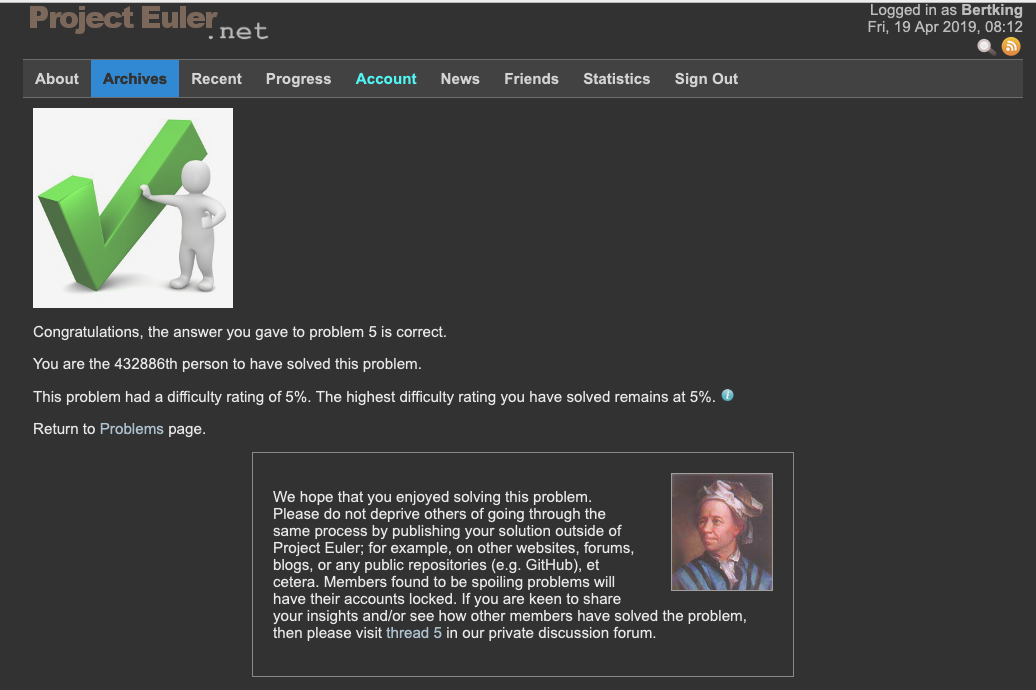 Project Euler.net
Logged in as Bertking
Fri, 19 Apr 2019, 08:12
About Archives Recent Progress Account News Friends Statistics Sign Out
Congratulations, the answer you gave to problem 5 is correct.
You are the 432886th person to have solved this problem.
This problem had a difficulty rating of 5%. The highest difficulty rating you have solved remains at 5%.
Return to Problems page.
We hope that you enjoyed solving this problem.
Please do not deprive others of going through the
same process by publishing your solution outside of
Project Euler; for example, on other websites, forums,
blogs, or any public repositories (e.g. GitHub), et
cetera. Members found to be spoiling problems will
have their accounts locked. If you are keen to share
your insights and/or see how other members have solved the problem,
then please visit thread 5 in our private discussion forum.